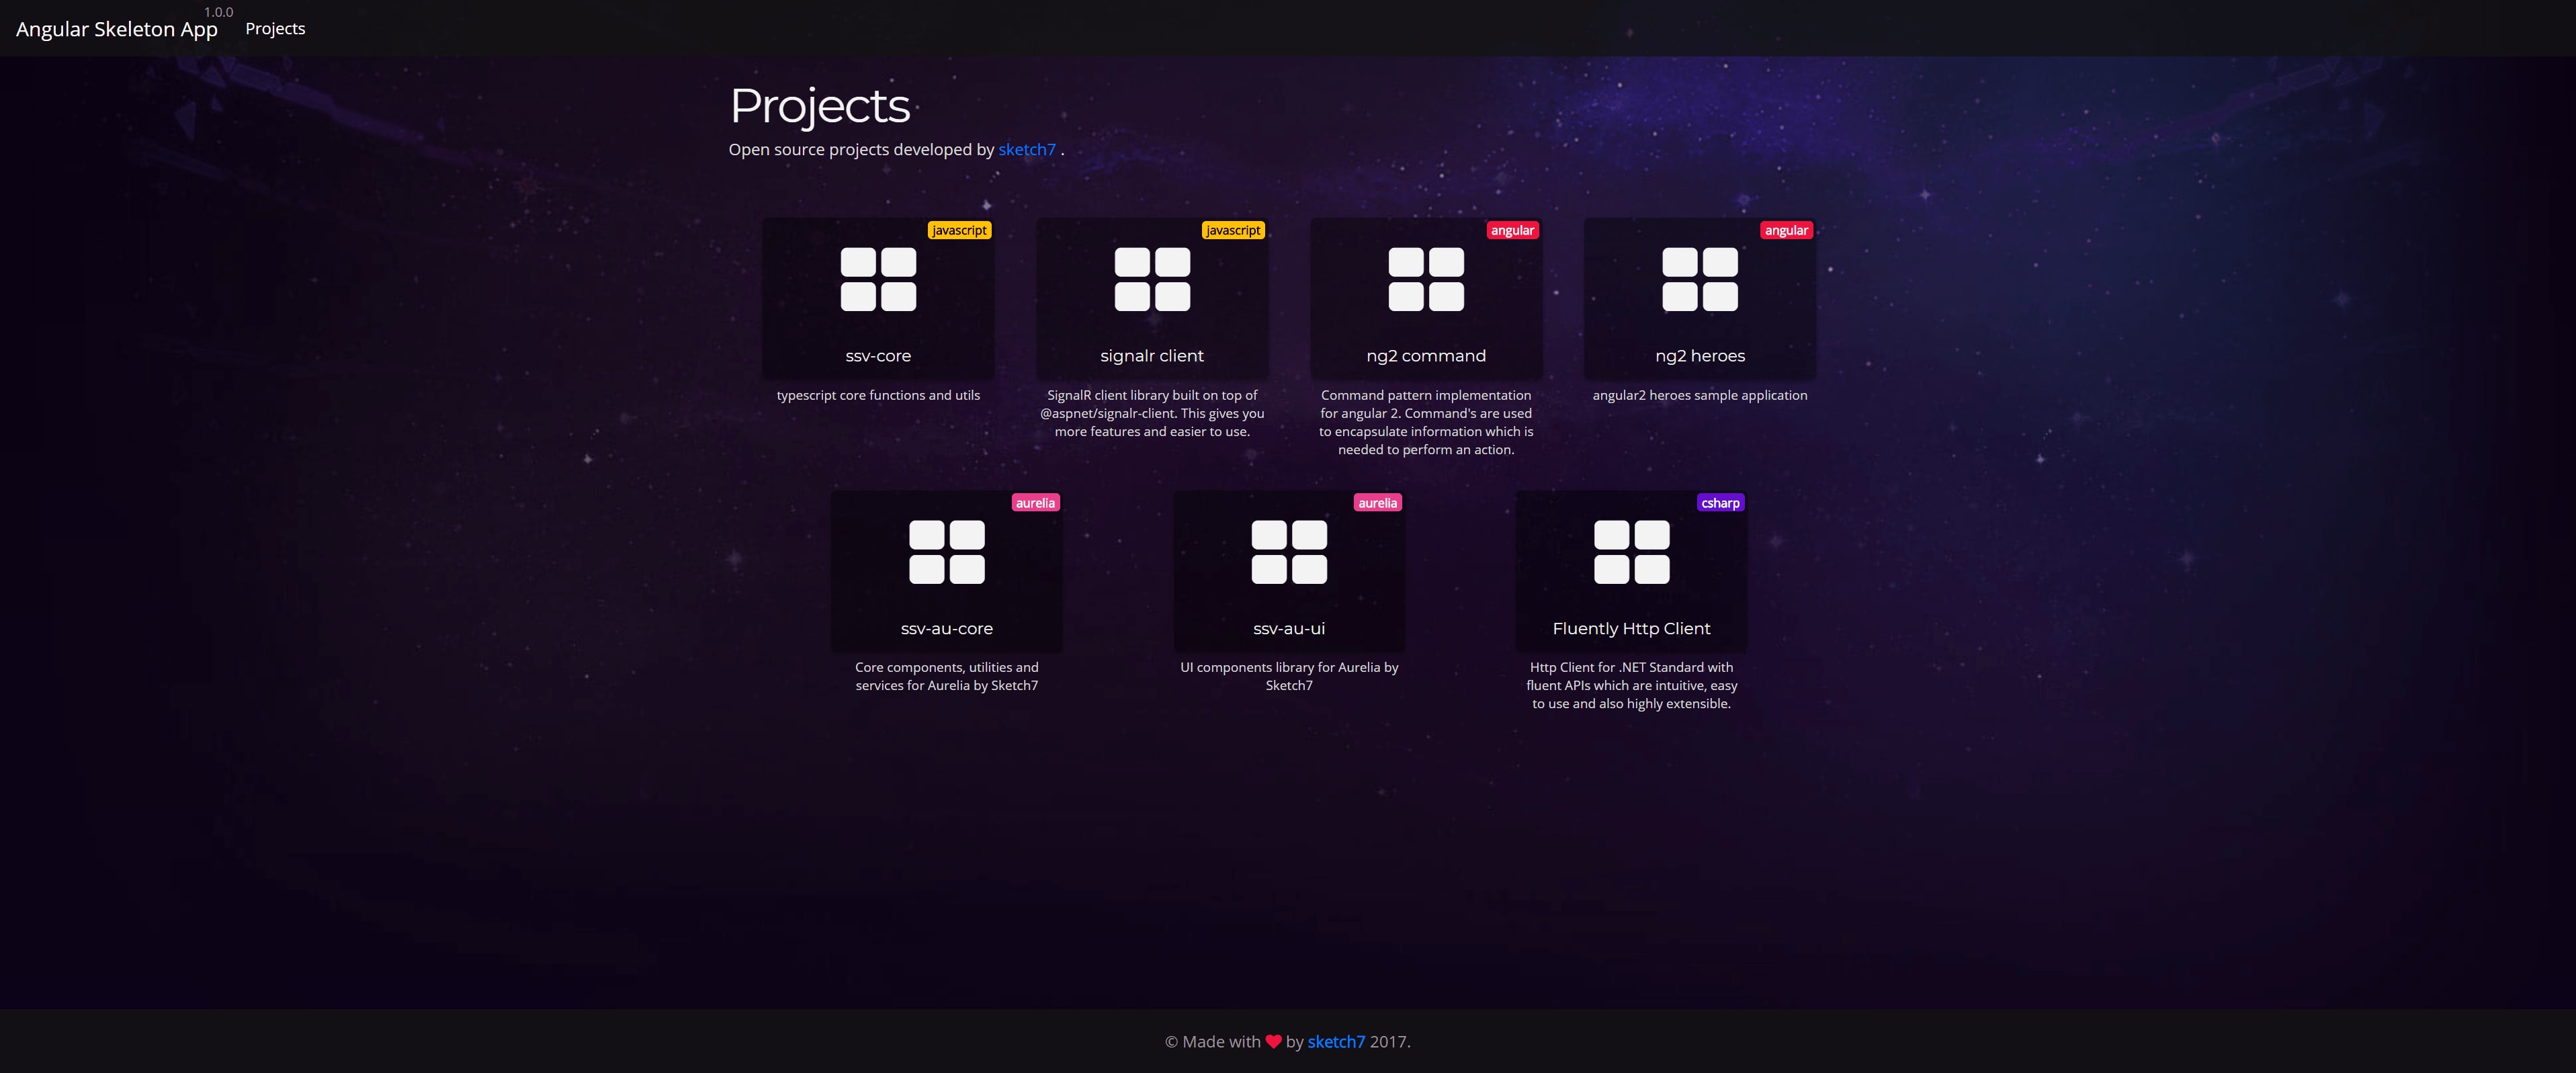 1.0.0
Angular Skeleton App Projects
Projects
Open source projects developed by sketch7 .
javascript
ssv-core
typescript core functions and utils
javascript
signalr client
SignalR client library built on top of
@aspnet/signalr-client. This gives you
more features and easier to use.
angular
ng2 command
Command pattern implementation
for angular 2. Command's are used
to encapsulate information which is
needed to perform an action.
angular
ng2 heroes
angular2 heroes sample application
aurelia
ssv-au-core
Core components, utilities and
services for Aurelia by Sketch7
aurelia
ssv-au-ui
UI components library for Aurelia by
Sketch7
csharp
Fluently Http Client
Http Client for .NET Standard with
fluent APIs which are intuitive, easy
to use and also highly extensible.
© Made with ❤ by sketch7 2017.